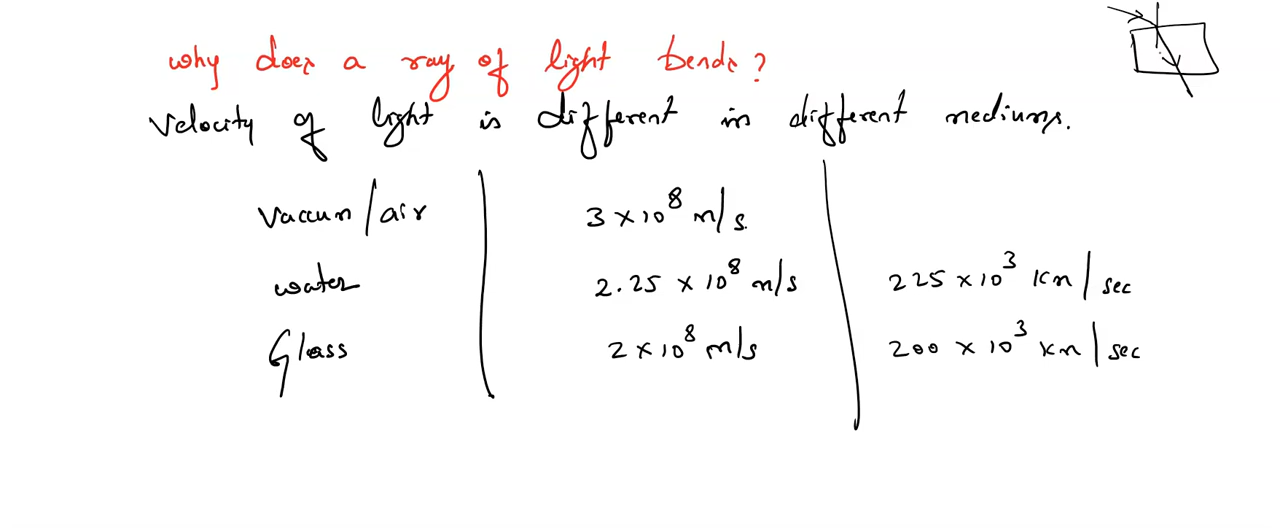 why does a ray of light bends?
Velocity of light is different in different mediums.
Vaccum/air 3 × 10⁸ m/s.
water 2.25 × 10⁸ m/s 225 × 10³ km/sec
Glass 2 × 10⁸ m/s 200 × 10³ km/sec